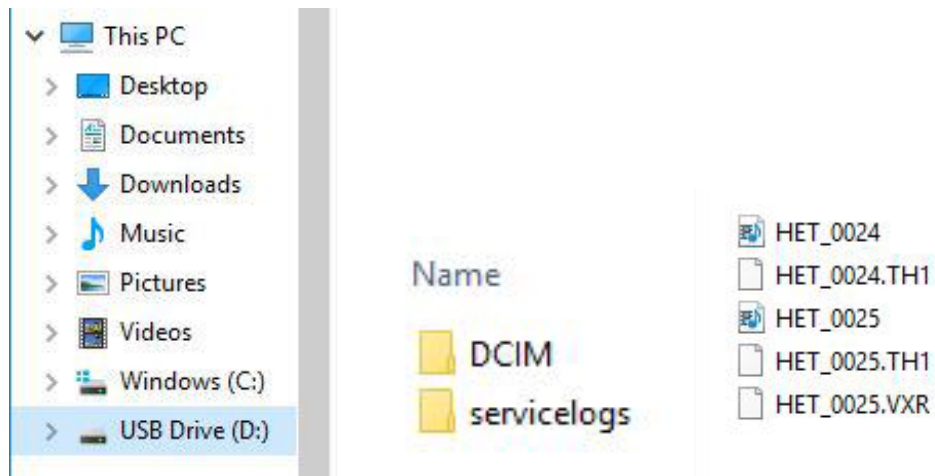 This PC
Desktop
Documents
Downloads
Music
Pictures
Videos
Windows (C:)
USB Drive (D:)
Name
DCIM
servicelogs
HET_0024
HET_0024.TH1
HET_0025
HET_0025.TH1
HET_0025.VXR